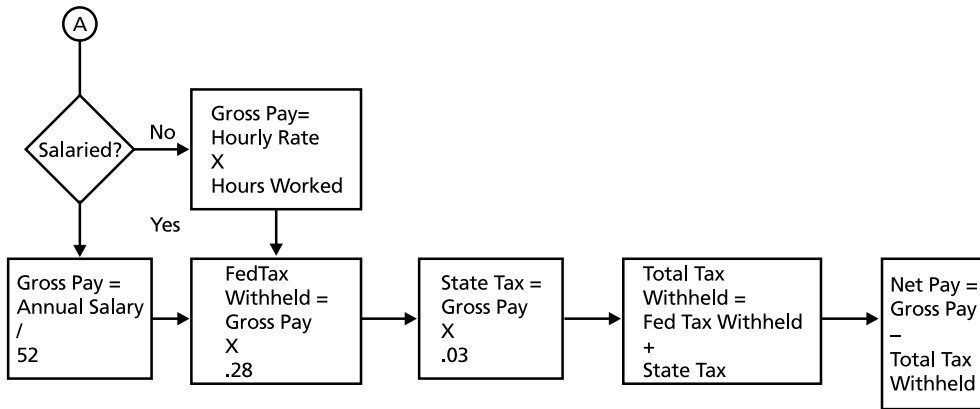 A
Salaried?
No
Gross Pay=
Hourly Rate
X
Hours Worked
Yes
Gross Pay =
Annual Salary
/
52
FedTax
Withheld =
Gross Pay
X
.28
State Tax =
Gross Pay
X
.03
Total Tax
Withheld =
Fed Tax Withheld
+
State Tax
Net Pay =
Gross Pay
–
Total Tax
Withheld